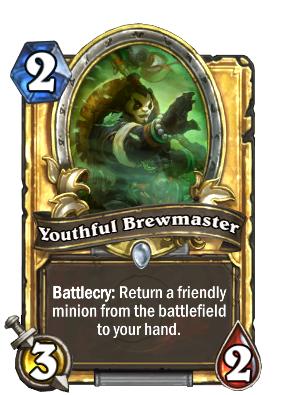 2
Youthful Brewmaster
Battlecry: Return a friendly
minion from the battlefield
to your hand.
3
2